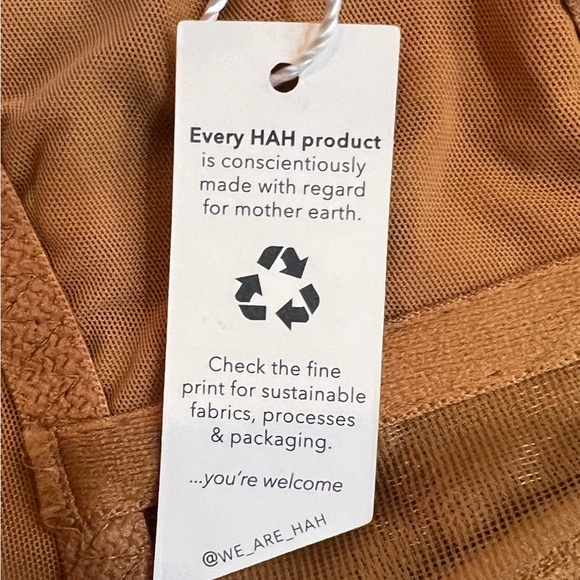 Every HAH product
is conscientiously
made with regard
for mother earth.
Check the fine
print for sustainable
fabrics, processes
& packaging.
...you're welcome
@WE_ARE_HAH